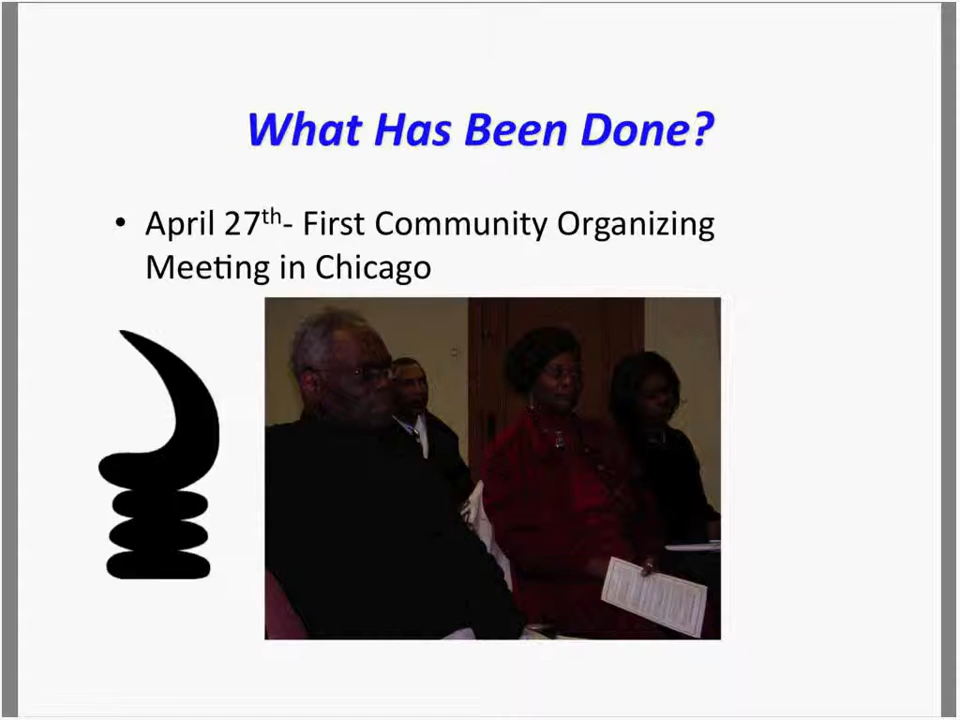 What Has Been Done?
• April 27th- First Community Organizing
Meeting in Chicago